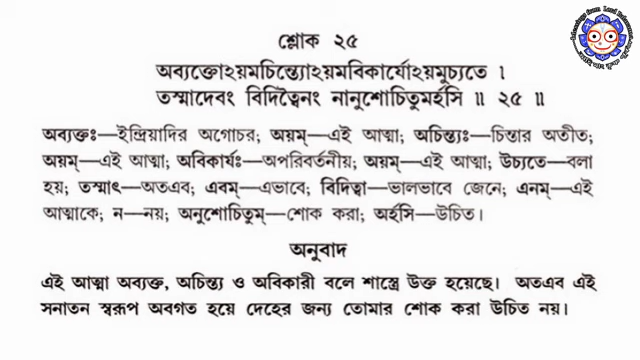 শ্লোক ২৫
অব্যক্তোঽয়মচিন্ত্যোঽয়মবিকার্যোঽয়মুচ্যতে ।
তস্মাদেবং বিদিত্বৈনং নানুশোচিতুমর্হসি ॥ ২৫ ॥
অব্যক্তঃ—ইন্দ্রিয়াদির অগোচর; অয়ম্—এই আত্মা; অচিন্ত্যঃ—চিন্তার অতীত;
অয়ম্—এই আত্মা; অবিকার্যঃ—অপরিবর্তনীয়; অয়ম্—এই আত্মা; উচ্যতে—বলা
হয়; তস্মাৎ—অতএব; এবম্—এভাবে; বিদিত্বা—ভালভাবে জেনে; এনম্—এই
আত্মাকে; ন—নয়; অনুশোচিতুম্—শোক করা; অর্হসি—উচিত।
অনুবাদ
এই আত্মা অব্যক্ত, অচিন্ত্য ও অবিকারী বলে শাস্ত্রে উক্ত হয়েছে। অতএব এই
সনাতন স্বরূপ অবগত হয়ে দেহের জন্য তোমার শোক করা উচিত নয়।